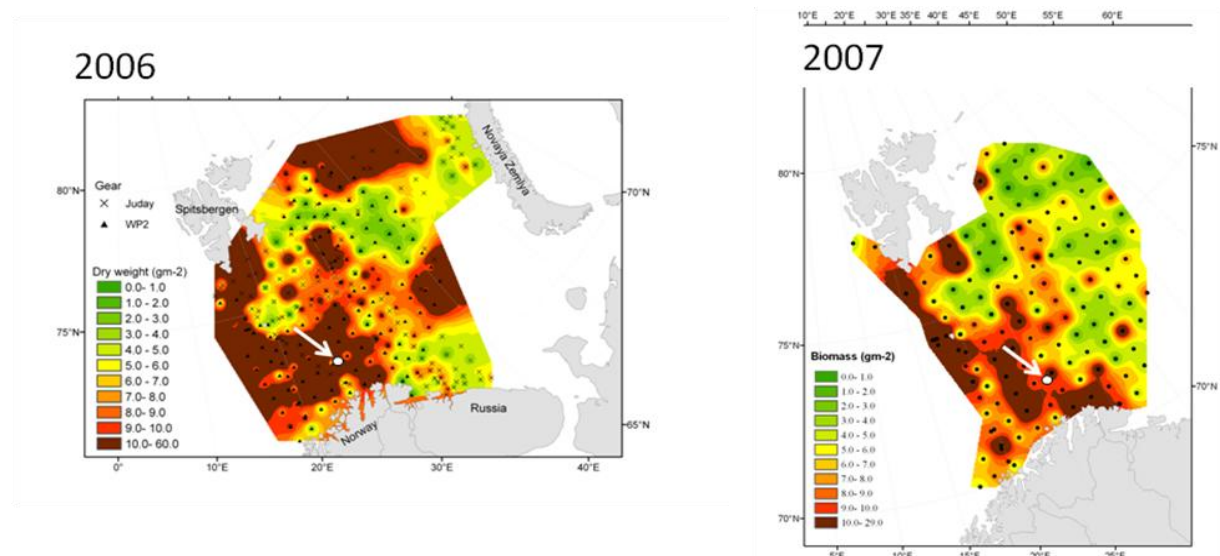 2006
Novaya Zemlya
80°N
Gear
Juday
WP2
Spitsbergen
70°N
Dry weight (gm-2)
0.0- 1.0
1.0 - 2.0
2.0 - 3.0
3.0 - 4.0
4.0 - 5.0
5.0 - 6.0
6.0 - 7.0
7.0 - 8.0
8.0 - 9.0
9.0 - 10.0
10.0- 60.0
75°N
Norway
Russia
65°N
0°
10°E
20°E
30°E
40°E
10°E 20°E 30°E 35°E 40°E 45°E 50°E 55°E 60°E
2007
80°N
75°N
75°N
70°N
Biomass (gm-2)
0.0- 1.0
1.0 - 2.0
2.0 - 3.0
3.0 - 4.0
4.0 - 5.0
5.0 - 6.0
6.0 - 7.0
7.0- 8.0
8.0 - 9.0
9.0 - 10.0
10.0- 29.0
70°N
5°E 10°E 15°E 20°E 25°E